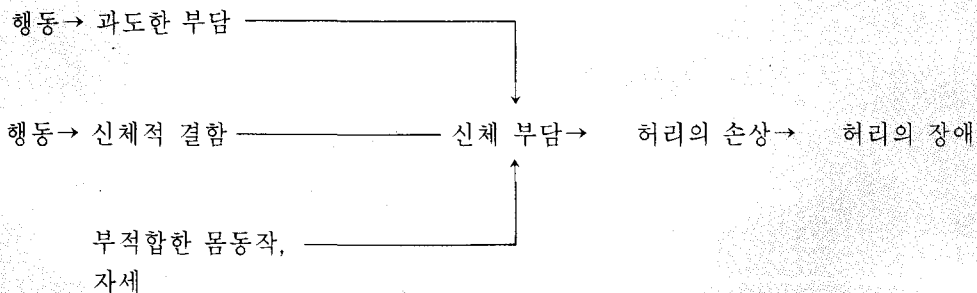 행동→ 과도한 부담
행동→ 신체적 결함 신체 부담→ 허리의 손상→ 허리의 장애
부적합한 몸동작,
자세